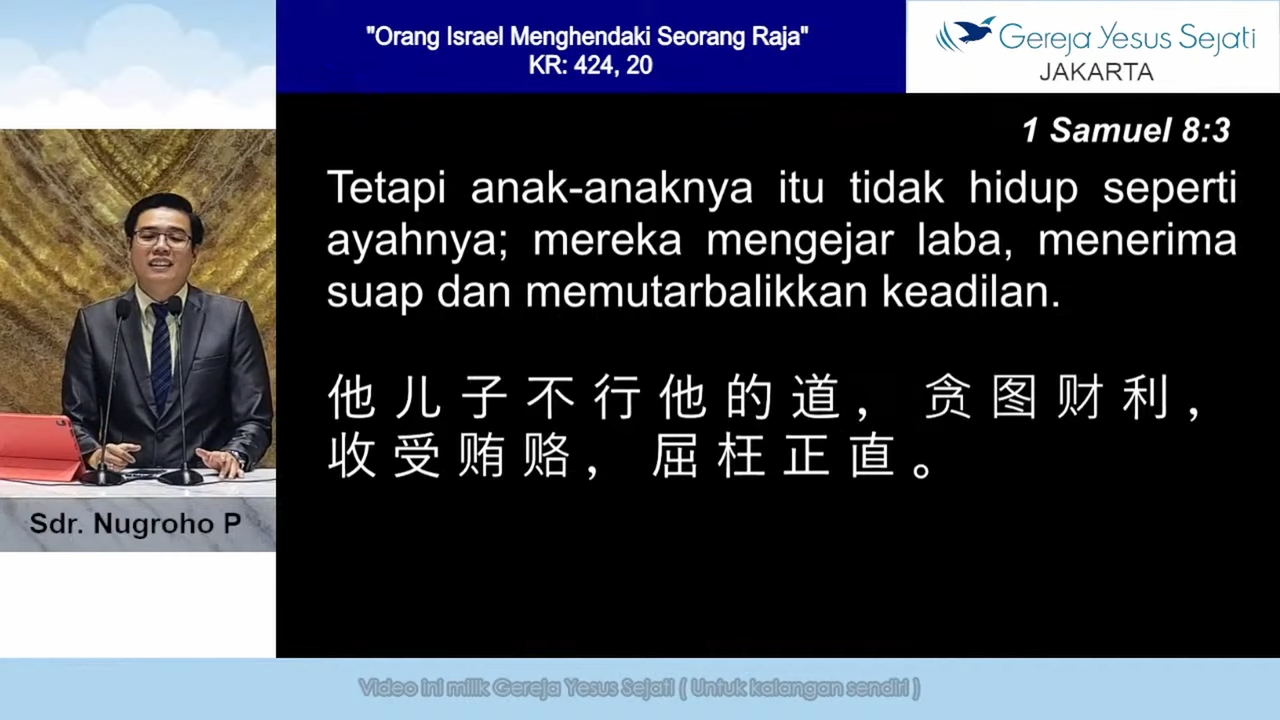 "Orang Israel Menghendaki Seorang Raja"
KR: 424, 20
Gereja Yesus Sejati
JAKARTA
1 Samuel 8:3
Tetapi anak-anaknya itu tidak hidup seperti
ayahnya; mereka mengejar laba, menerima
suap dan memutarbalikkan keadilan.
他儿子不行他的道，贪图财利，
收受贿赂，屈枉正直。
Sdr. Nugroho P
Video ini milik Gereja Yesus Sejati ( Untuk kalangan sendiri )